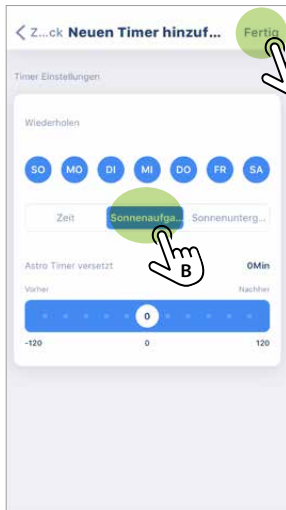 Z...ck Neuen Timer hinzuf... Fertig
Timer Einstellungen
Wiederholen
SO MO DI MI DO FR SA
Zeit Sonnenaufga... Sonnenunterg...
B
Astro Timer versetzt 0Min
Vorher Nachher
0
-120 0 120